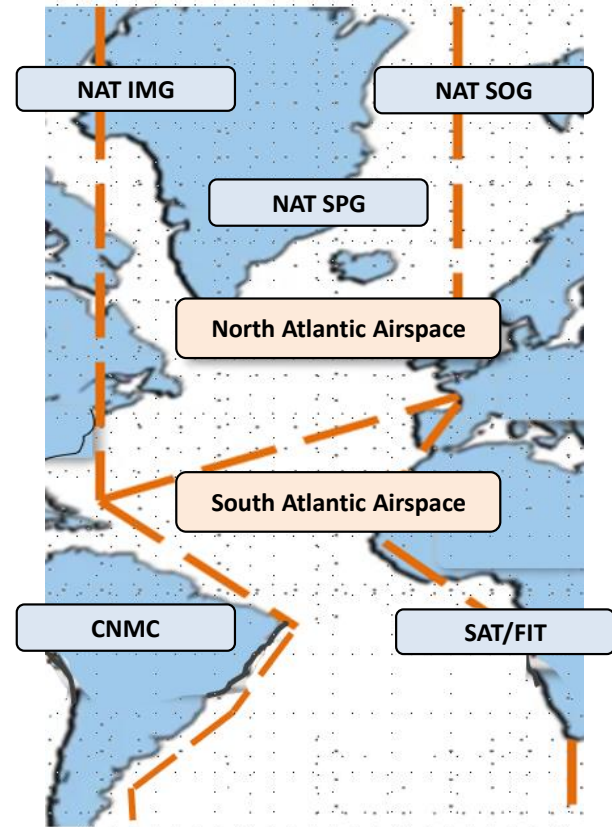 NAT IMG
NAT SOG
NAT SPG
North Atlantic Airspace
South Atlantic Airspace
CNMC
SAT/FIT